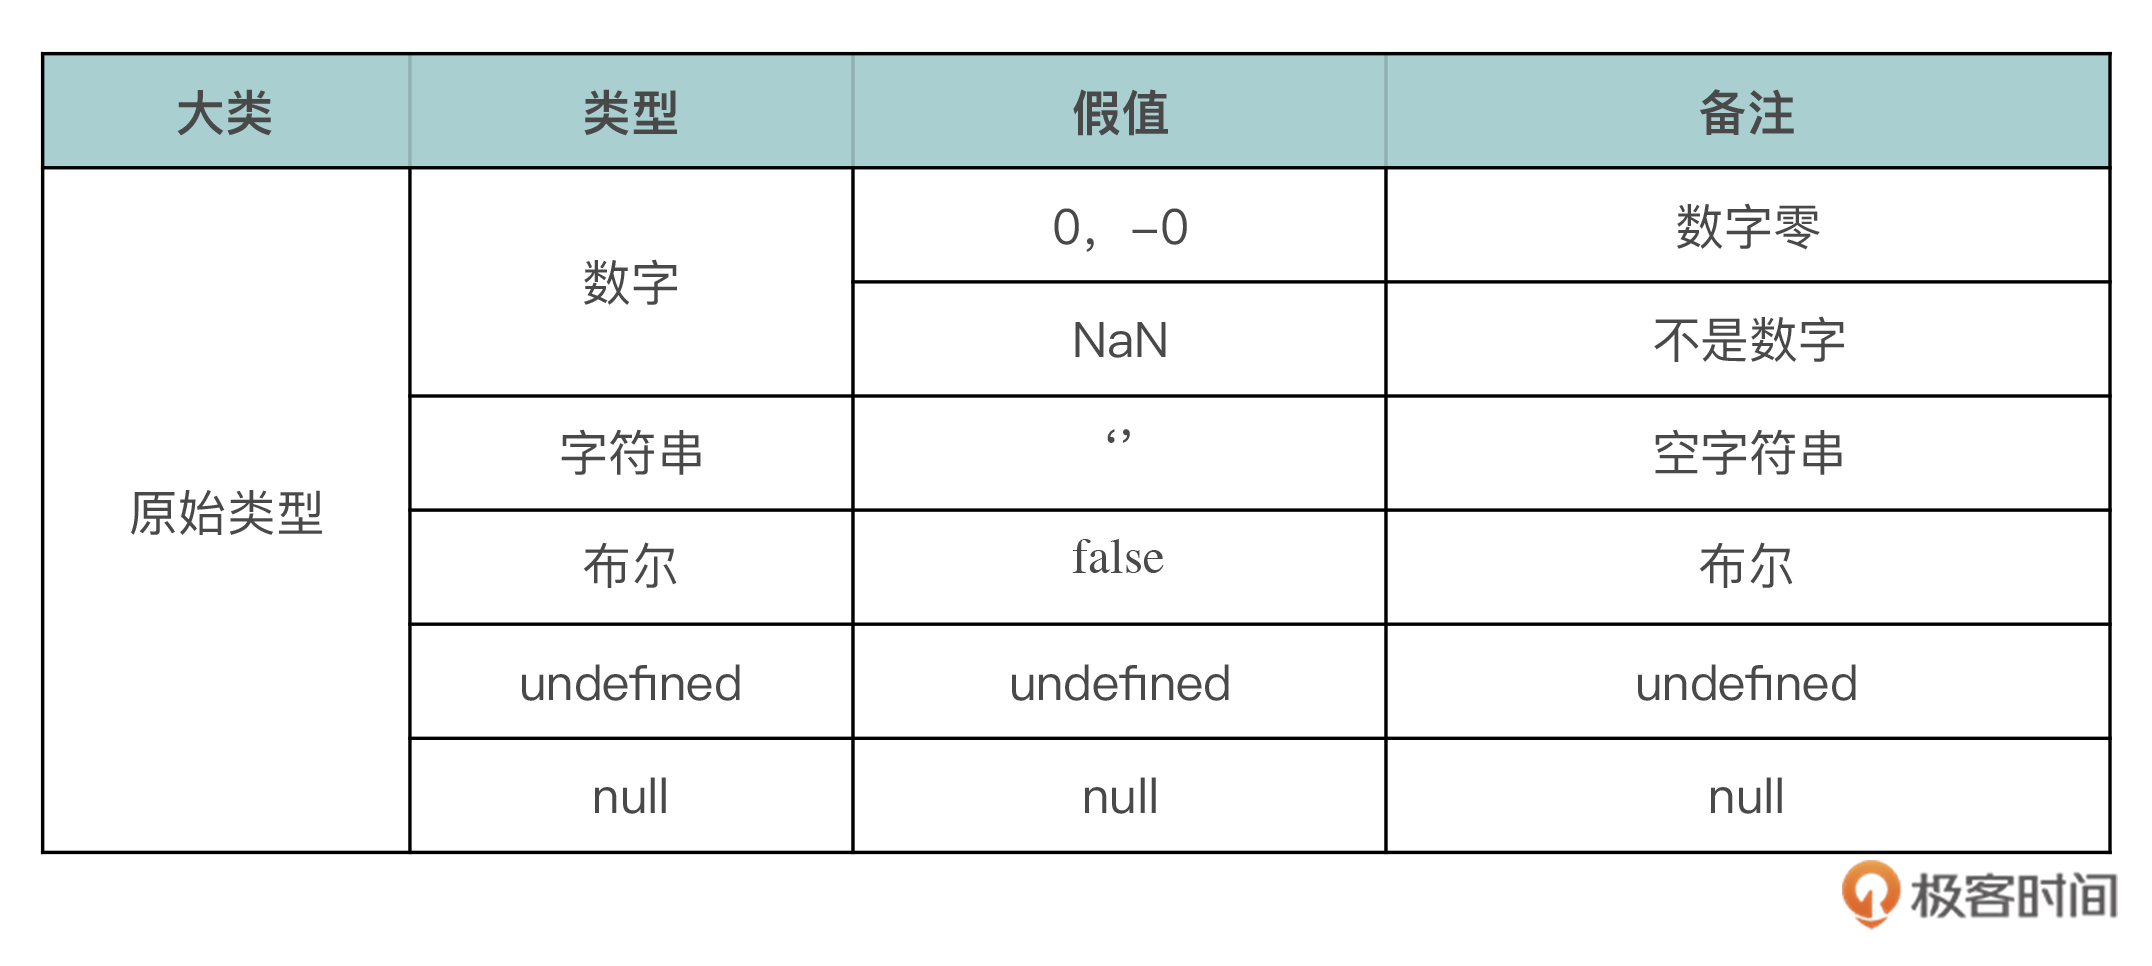 大类 类型 假值 备注
原始类型 数字 0，-0 数字零
NaN 不是数字
字符串 ‘’ 空字符串
布尔 false 布尔
undefined undefined undefined
null null null
极客时间